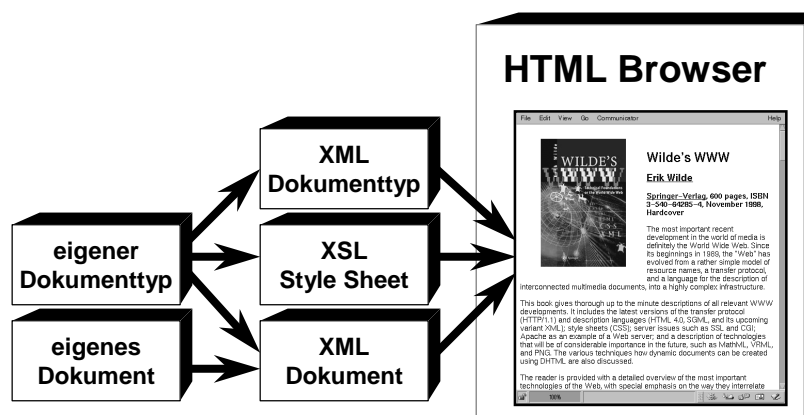 HTML Browser
File Edit View Go Communicator Help
WILDE'S
WWW
Technical Foundations
of the World Wide Web
CSS
XML
Wilde's WWW
Erik Wilde
Springer-Verlag, 600 pages, ISBN
3-540-64285-4, November 1998,
Hardcover
The most important recent
development in the world of media is
definitely the World Wide Web. Since
its beginnings in 1989, the "Web" has
evolved from a rather simple model of
resource names, a transfer protocol,
and a language for the description of
interconnected multimedia documents, into a highly complex infrastructure.
This book gives thorough up to the minute descriptions of all relevant WWW
developments. It includes the latest versions of the transfer protocol
(HTTP/1.1) and description languages (HTML 4.0, SGML, and its upcoming
variant XML); style sheets (CSS); server issues such as SSL and CGI;
Apache as an example of a Web server; and a description of technologies
that will be of considerable importance in the future, such as MathML, VRML,
and PNG. The various techniques how dynamic documents can be created
using DHTML are also discussed.
The reader is provided with a detailed overview of the most important
technologies of the Web, with special emphasis on the way they interrelate
100%
XML
Dokumenttyp
eigener
Dokumenttyp
XSL
Style Sheet
eigenes
Dokument
XML
Dokument